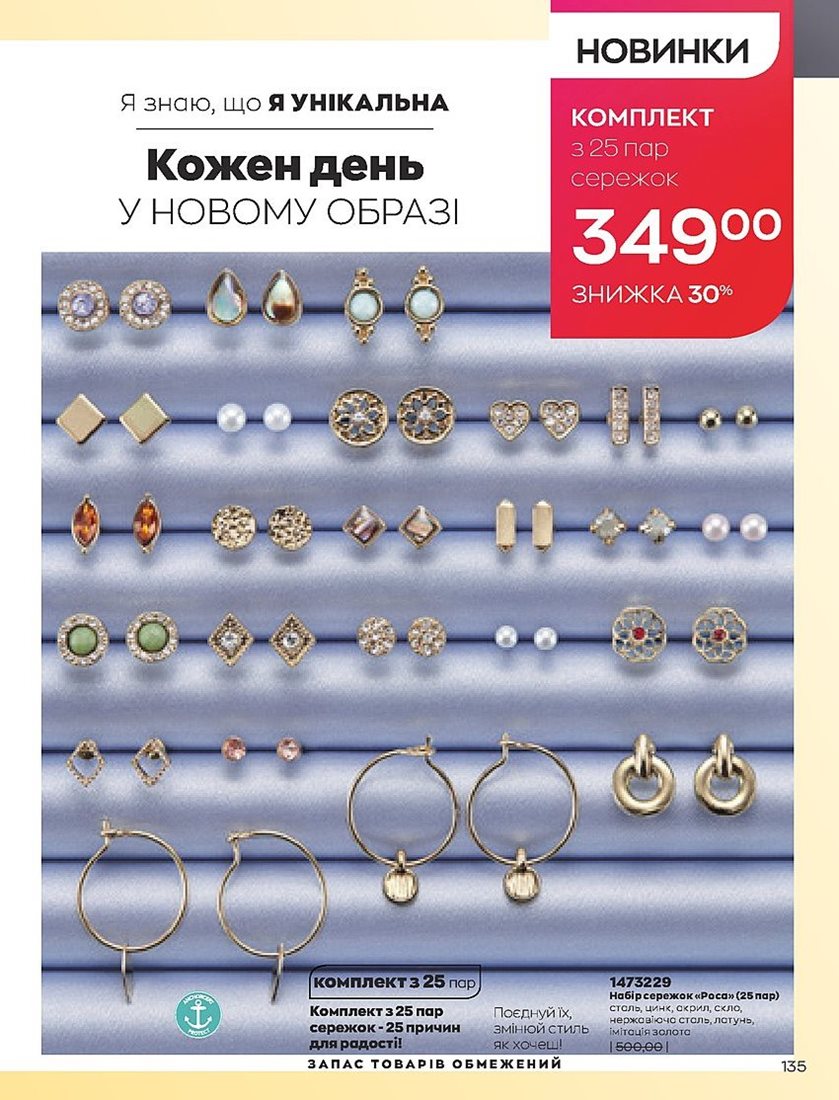 НОВИНКИ
Я знаю, що Я УНІКАЛЬНА
Кожен день
У НОВОМУ ОБРАЗІ
КОМПЛЕКТ
з 25 пар
сережок
349⁰⁰
ЗНИЖКА 30%
КОМПЛЕКТ З 25 пар
Комплект з 25 пар
сережок - 25 причин
для радості!
Поєднуй їх,
змінюй стиль
як хочеш!
1473229
Набір сережок «Роса» (25 пар)
сталь, цинк, акрил, скло,
нержавіюча сталь, латунь,
імітація золота
| 500,00 |
ЗАПАС ТОВАРІВ ОБМЕЖЕНИЙ
135